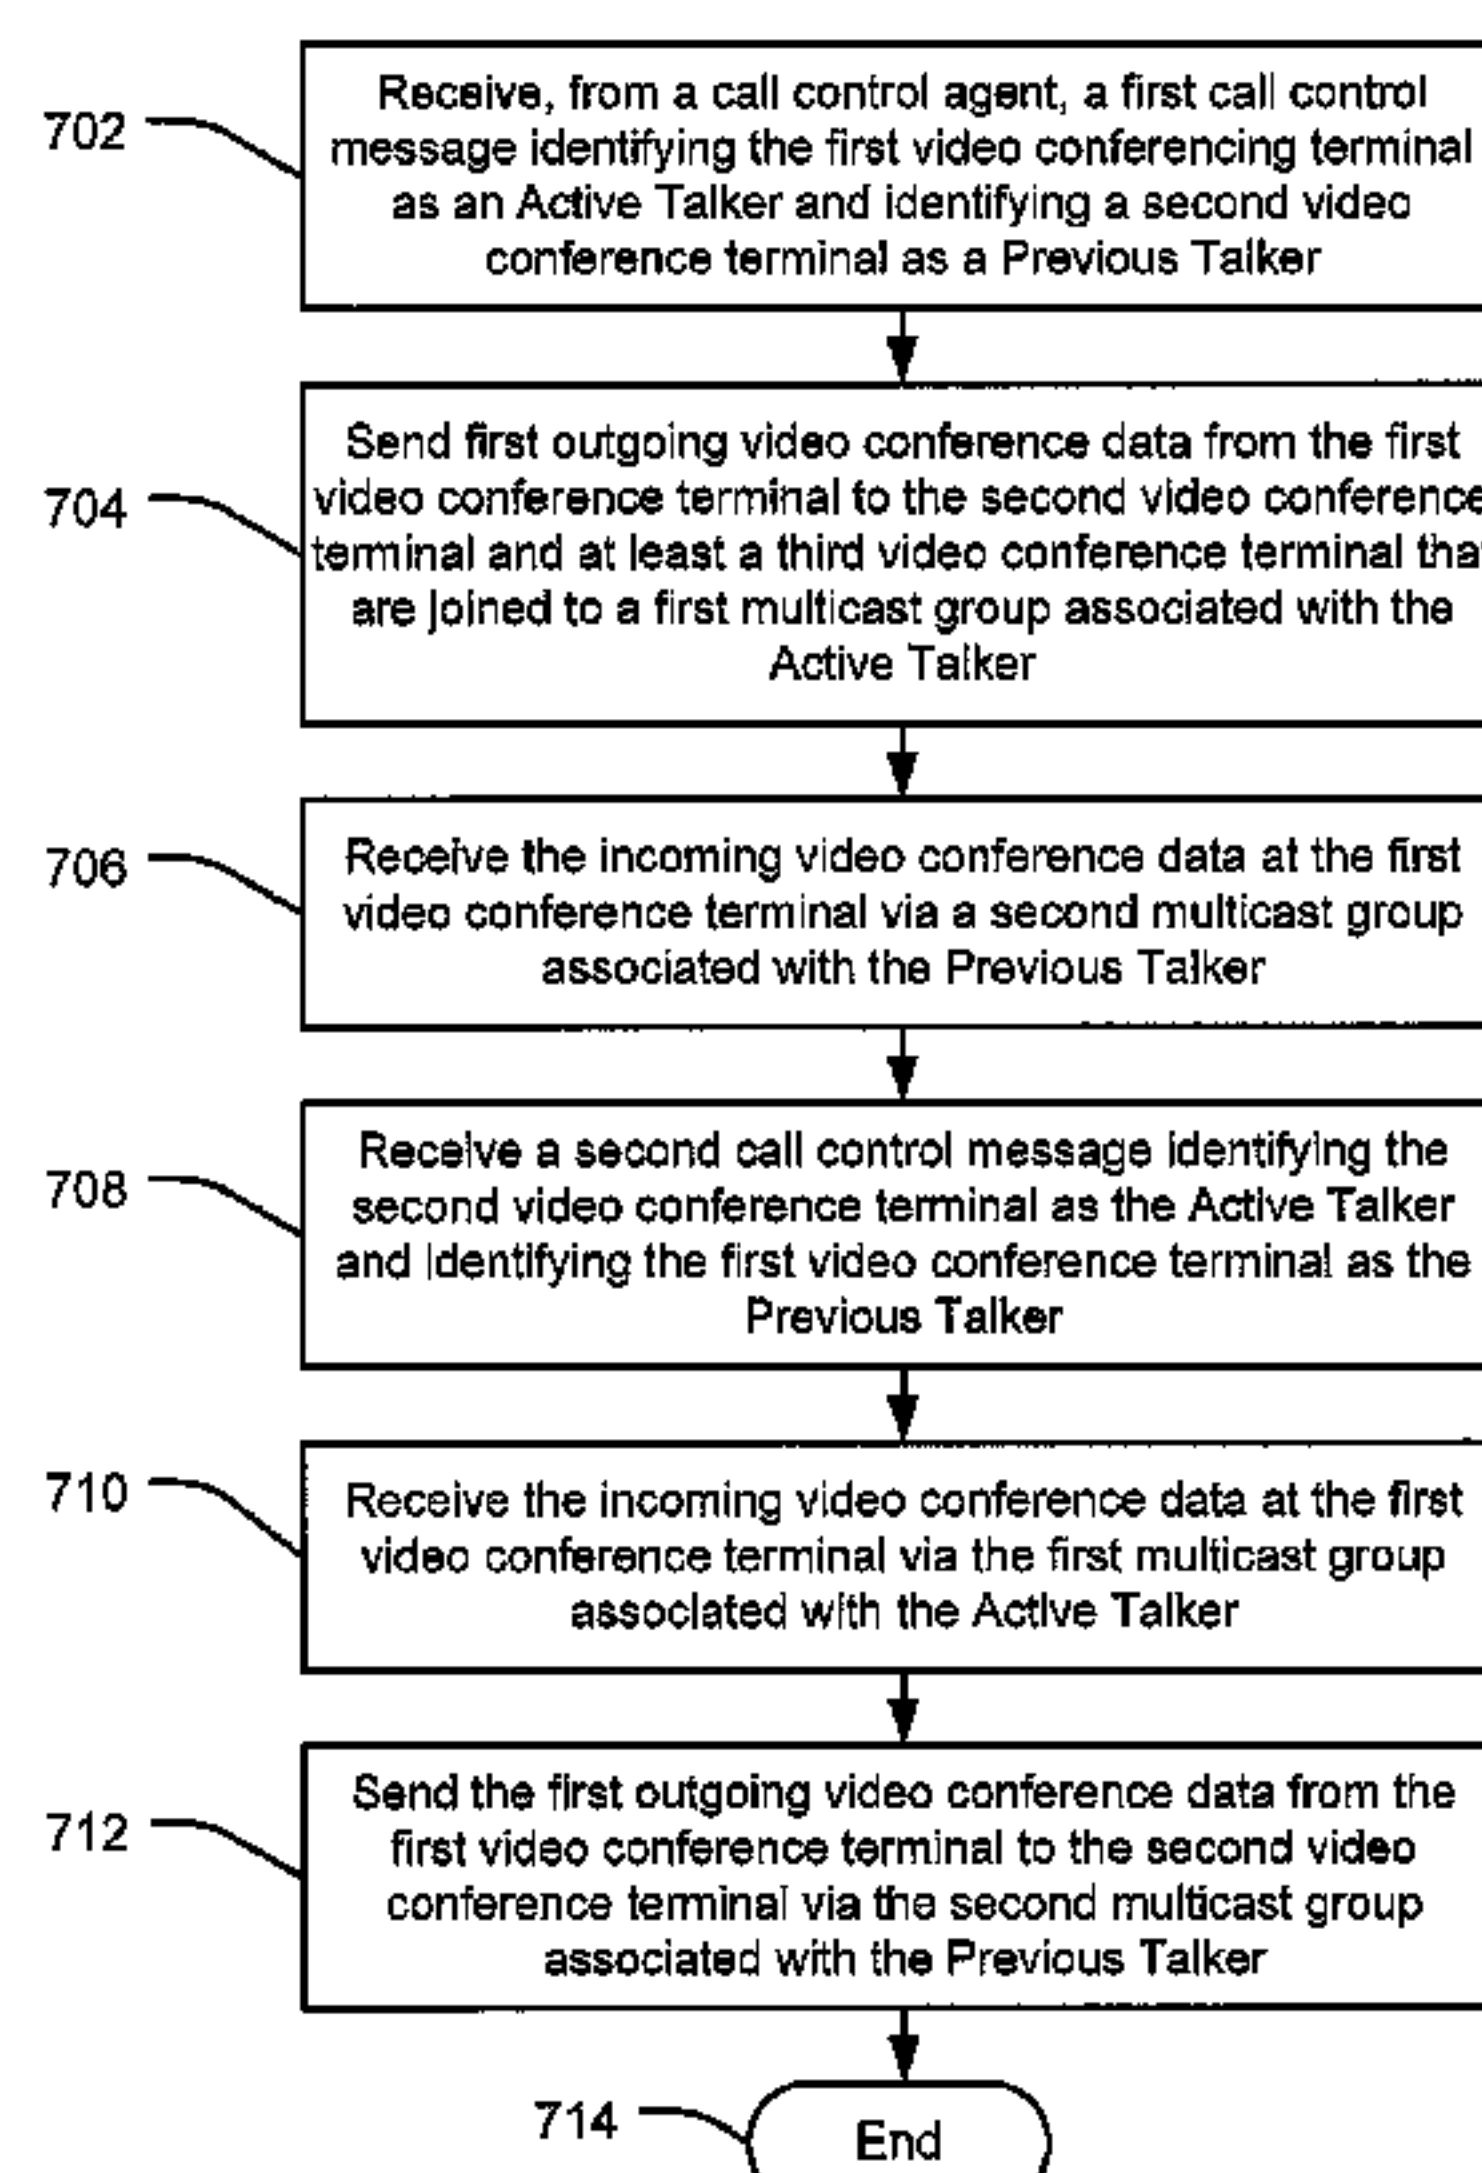 702
Receive, from a call control agent, a first call control
message identifying the first video conferencing terminal
as an Active Talker and identifying a second video
conference terminal as a Previous Talker
704
Send first outgoing video conference data from the first
video conference terminal to the second video conference
terminal and at least a third video conference terminal that
are joined to a first multicast group associated with the
Active Talker
706
Receive the incoming video conference data at the first
video conference terminal via a second multicast group
associated with the Previous Talker
708
Receive a second call control message identifying the
second video conference terminal as the Active Talker
and identifying the first video conference terminal as the
Previous Talker
710
Receive the incoming video conference data at the first
video conference terminal via the first multicast group
associated with the Active Talker
712
Send the first outgoing video conference data from the
first video conference terminal to the second video
conference terminal via the second multicast group
associated with the Previous Talker
714
End